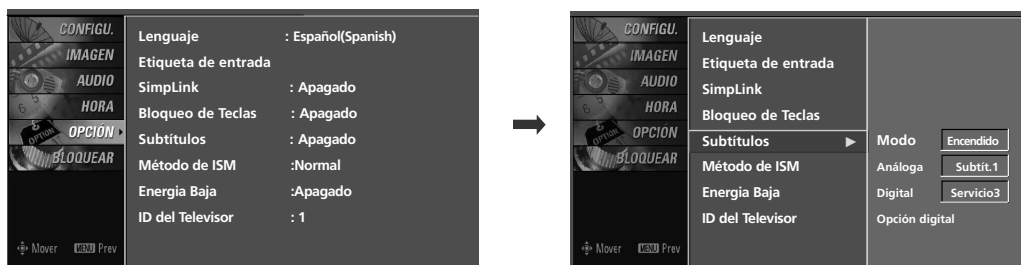 CONFIGU.
IMAGEN
AUDIO
HORA
OPCIÓN
BLOQUEAR
Mover MENU Prev
Lenguaje : Español(Spanish)
Etiqueta de entrada
SimpLink : Apagado
Bloqueo de Teclas : Apagado
Subtítulos : Apagado
Método de ISM :Normal
Energia Baja :Apagado
ID del Televisor : 1
CONFIGU.
IMAGEN
AUDIO
HORA
OPCIÓN
BLOQUEAR
Mover MENU Prev
Lenguaje
Etiqueta de entrada
SimpLink
Bloqueo de Teclas
Subtítulos
Método de ISM
Energia Baja
ID del Televisor
Modo Encendido
Análoga Subtít.1
Digital Servicio3
Opción digital